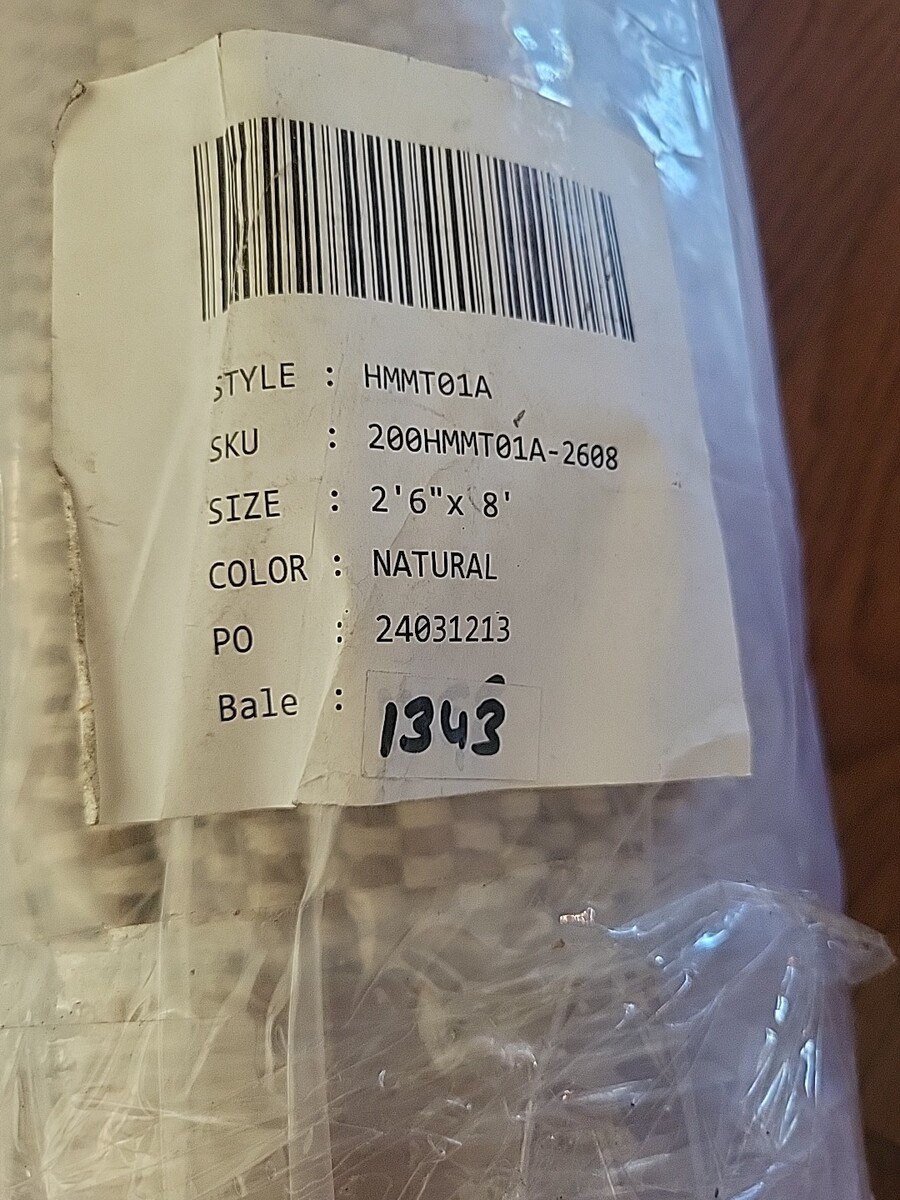 STYLE : HMMT01A
SKU : 200HMMT01A-2608
SIZE : 2'6"x 8'
COLOR : NATURAL
PO : 24031213
Bale : 1343